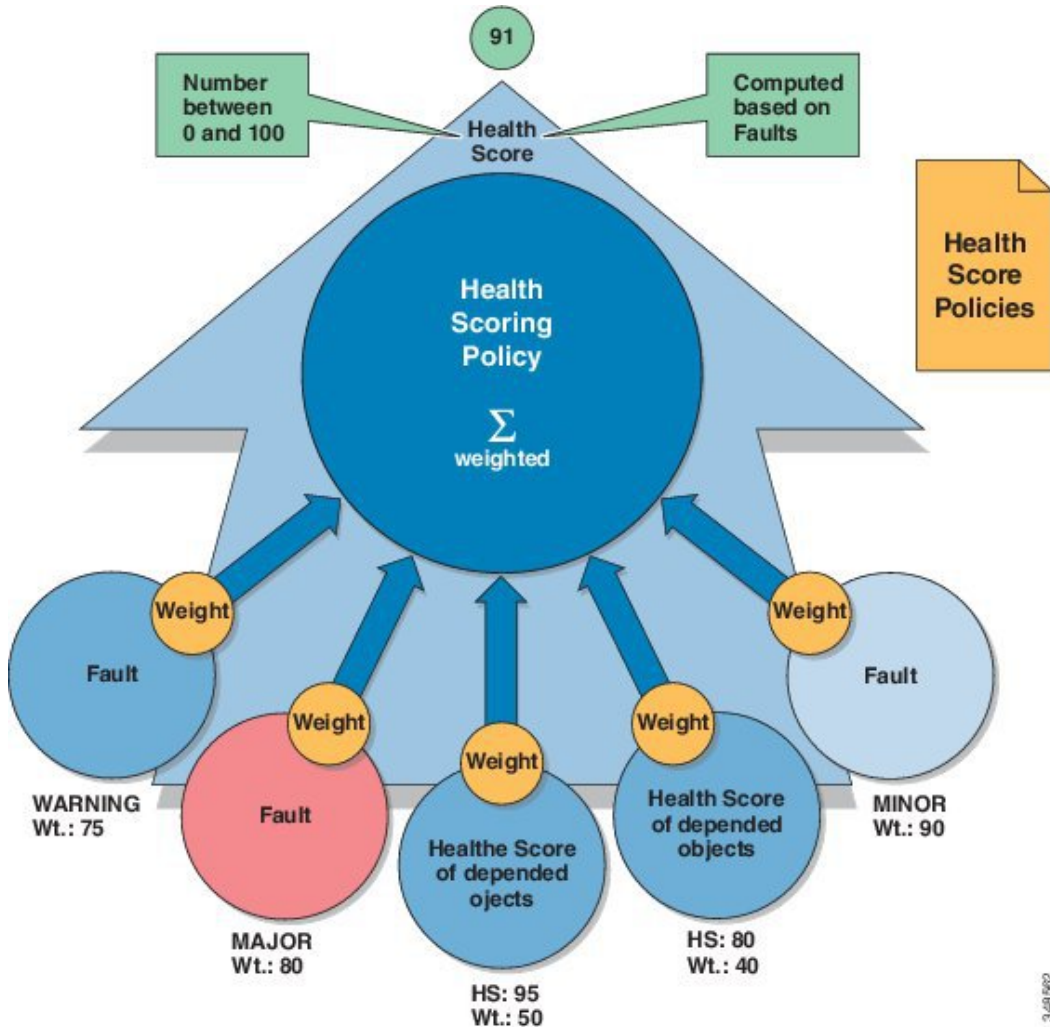 91
Number
between
0 and 100
Computed
based on
Faults
Health
Score
Health
Score
Policies
Health
Scoring
Policy
Σ
weighted
Weight
Fault
WARNING
Wt.: 75
Weight
Fault
MAJOR
Wt.: 80
Weight
Healthe Score
of depended
ojects
HS: 95
Wt.: 50
Weight
Health Score
of depended
objects
HS: 80
Wt.: 40
Weight
Fault
MINOR
Wt.: 90